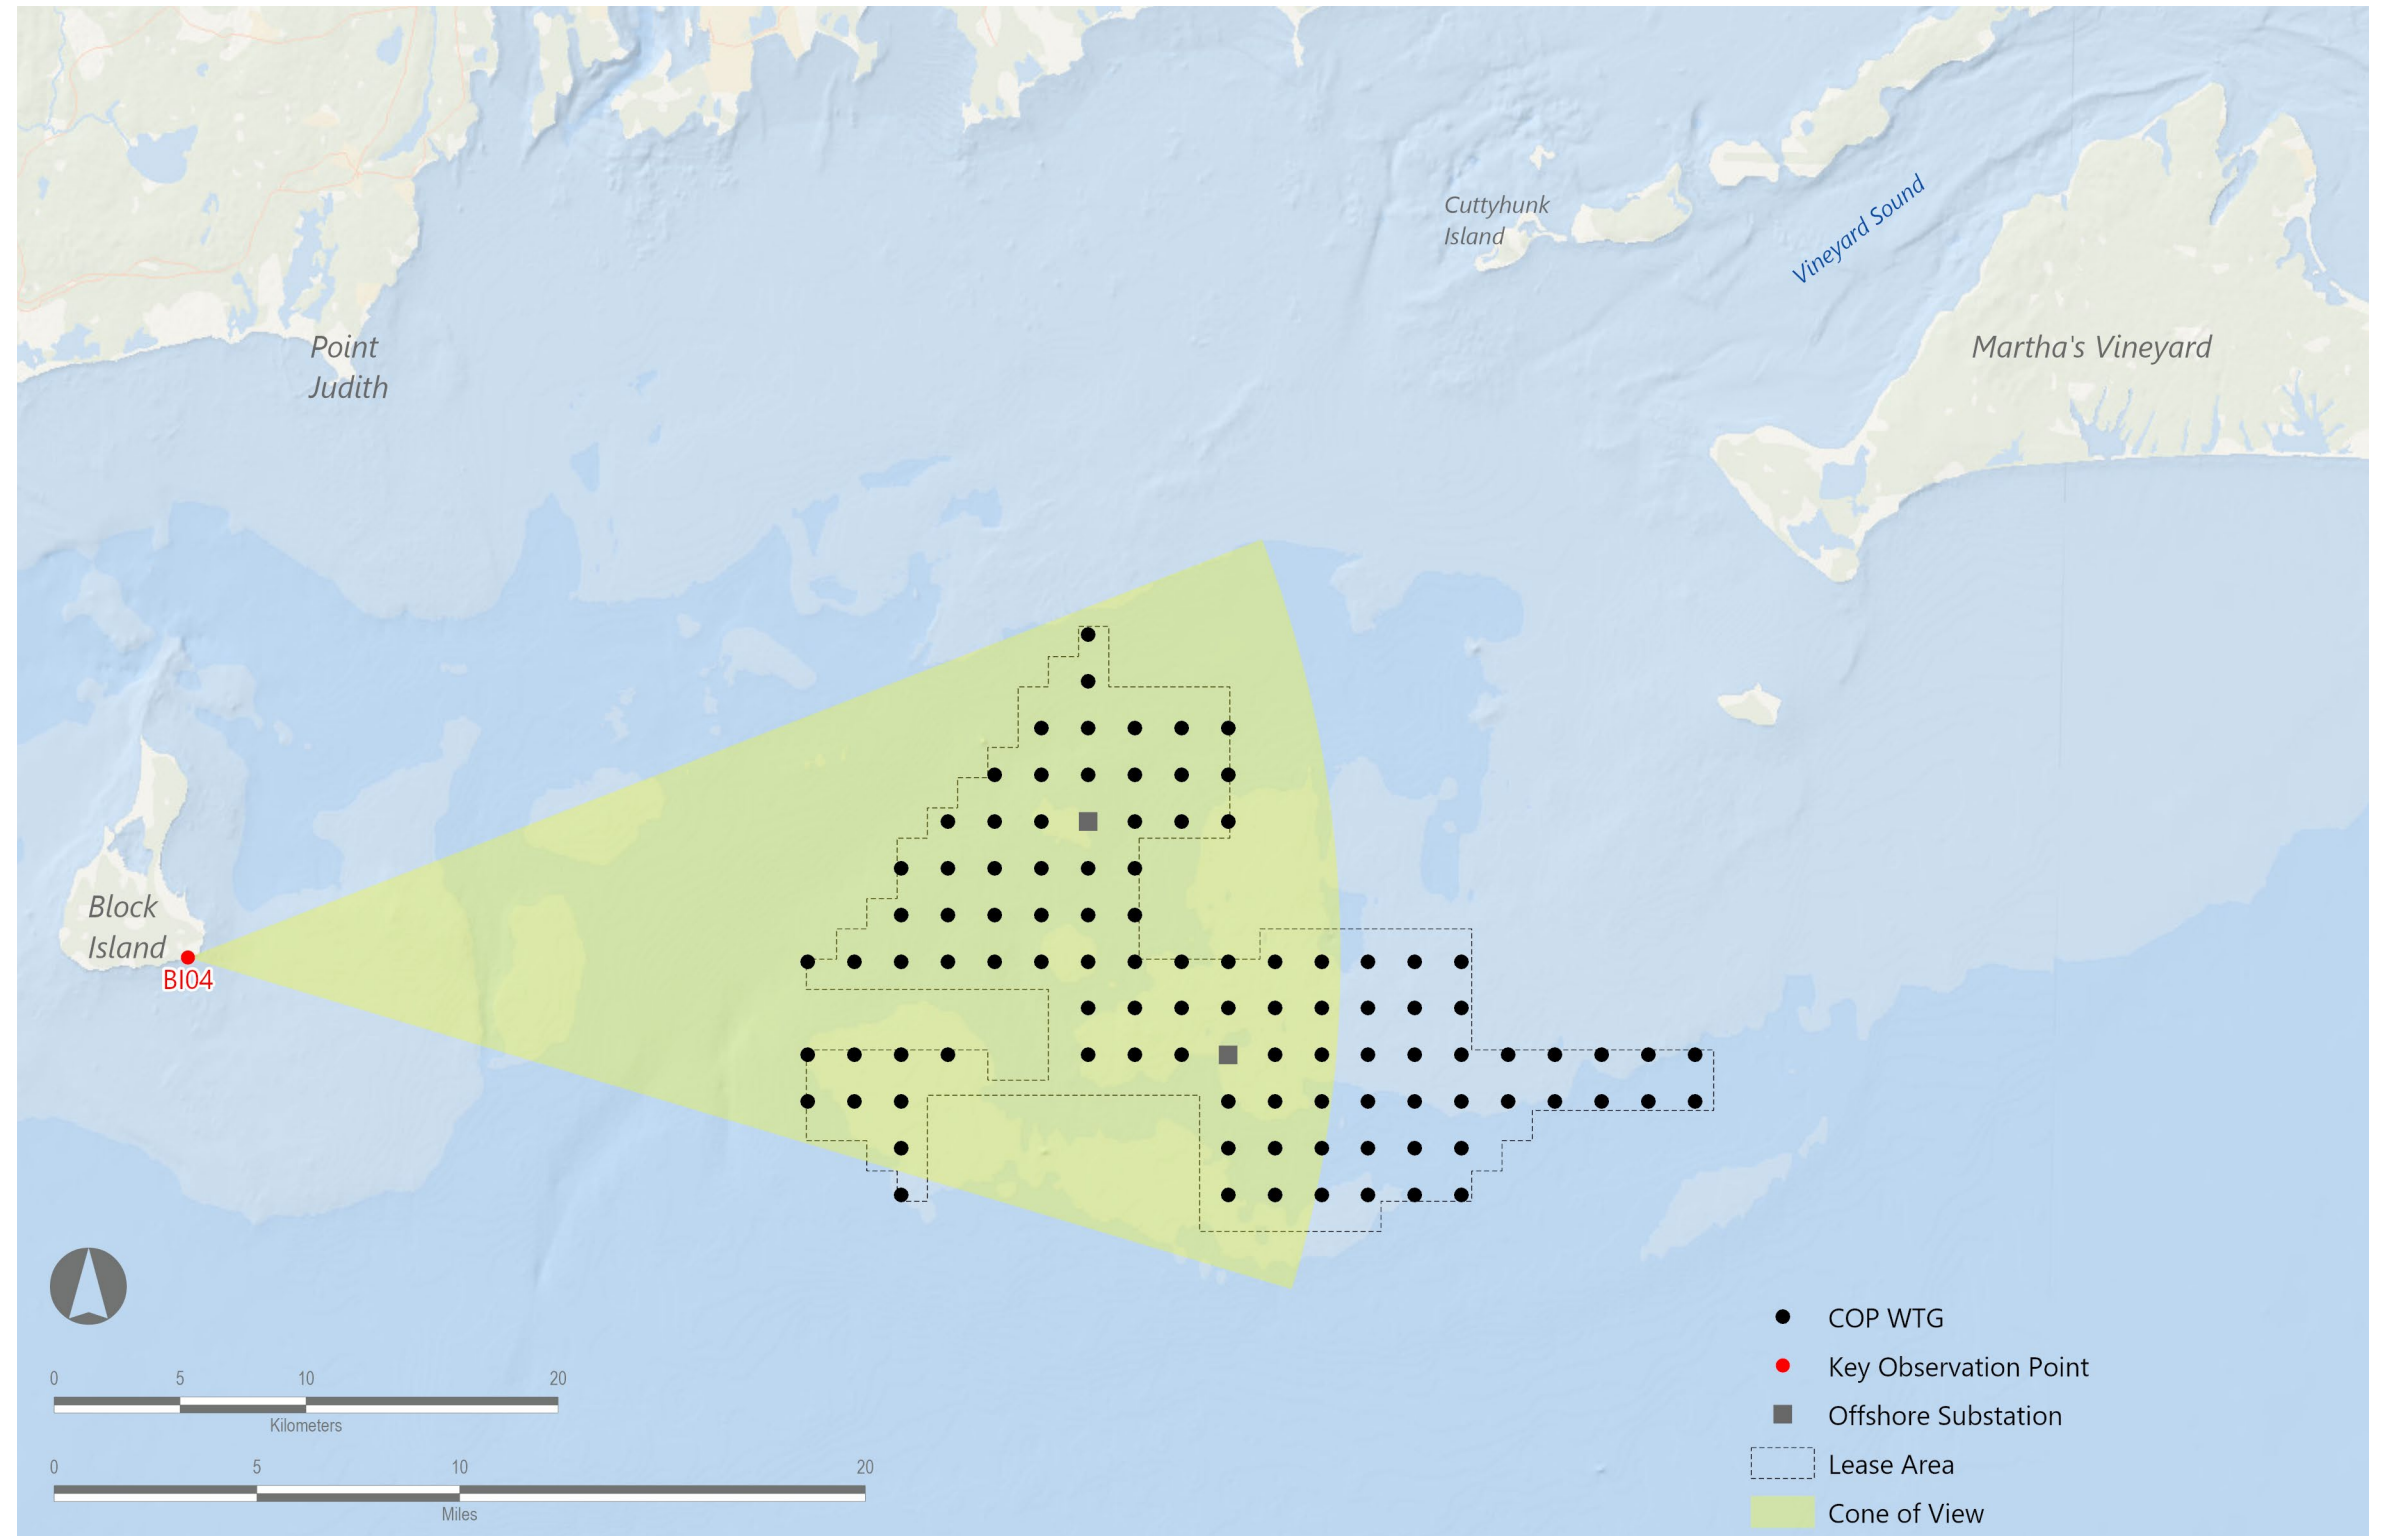 Cuttyhunk
Island
Vineyard Sound
Point
Judith
Martha's Vineyard
Block
Island
BI04
0 5 10 20
Kilometers
0 5 10 20
Miles
COP WTG
Key Observation Point
Offshore Substation
Lease Area
Cone of View